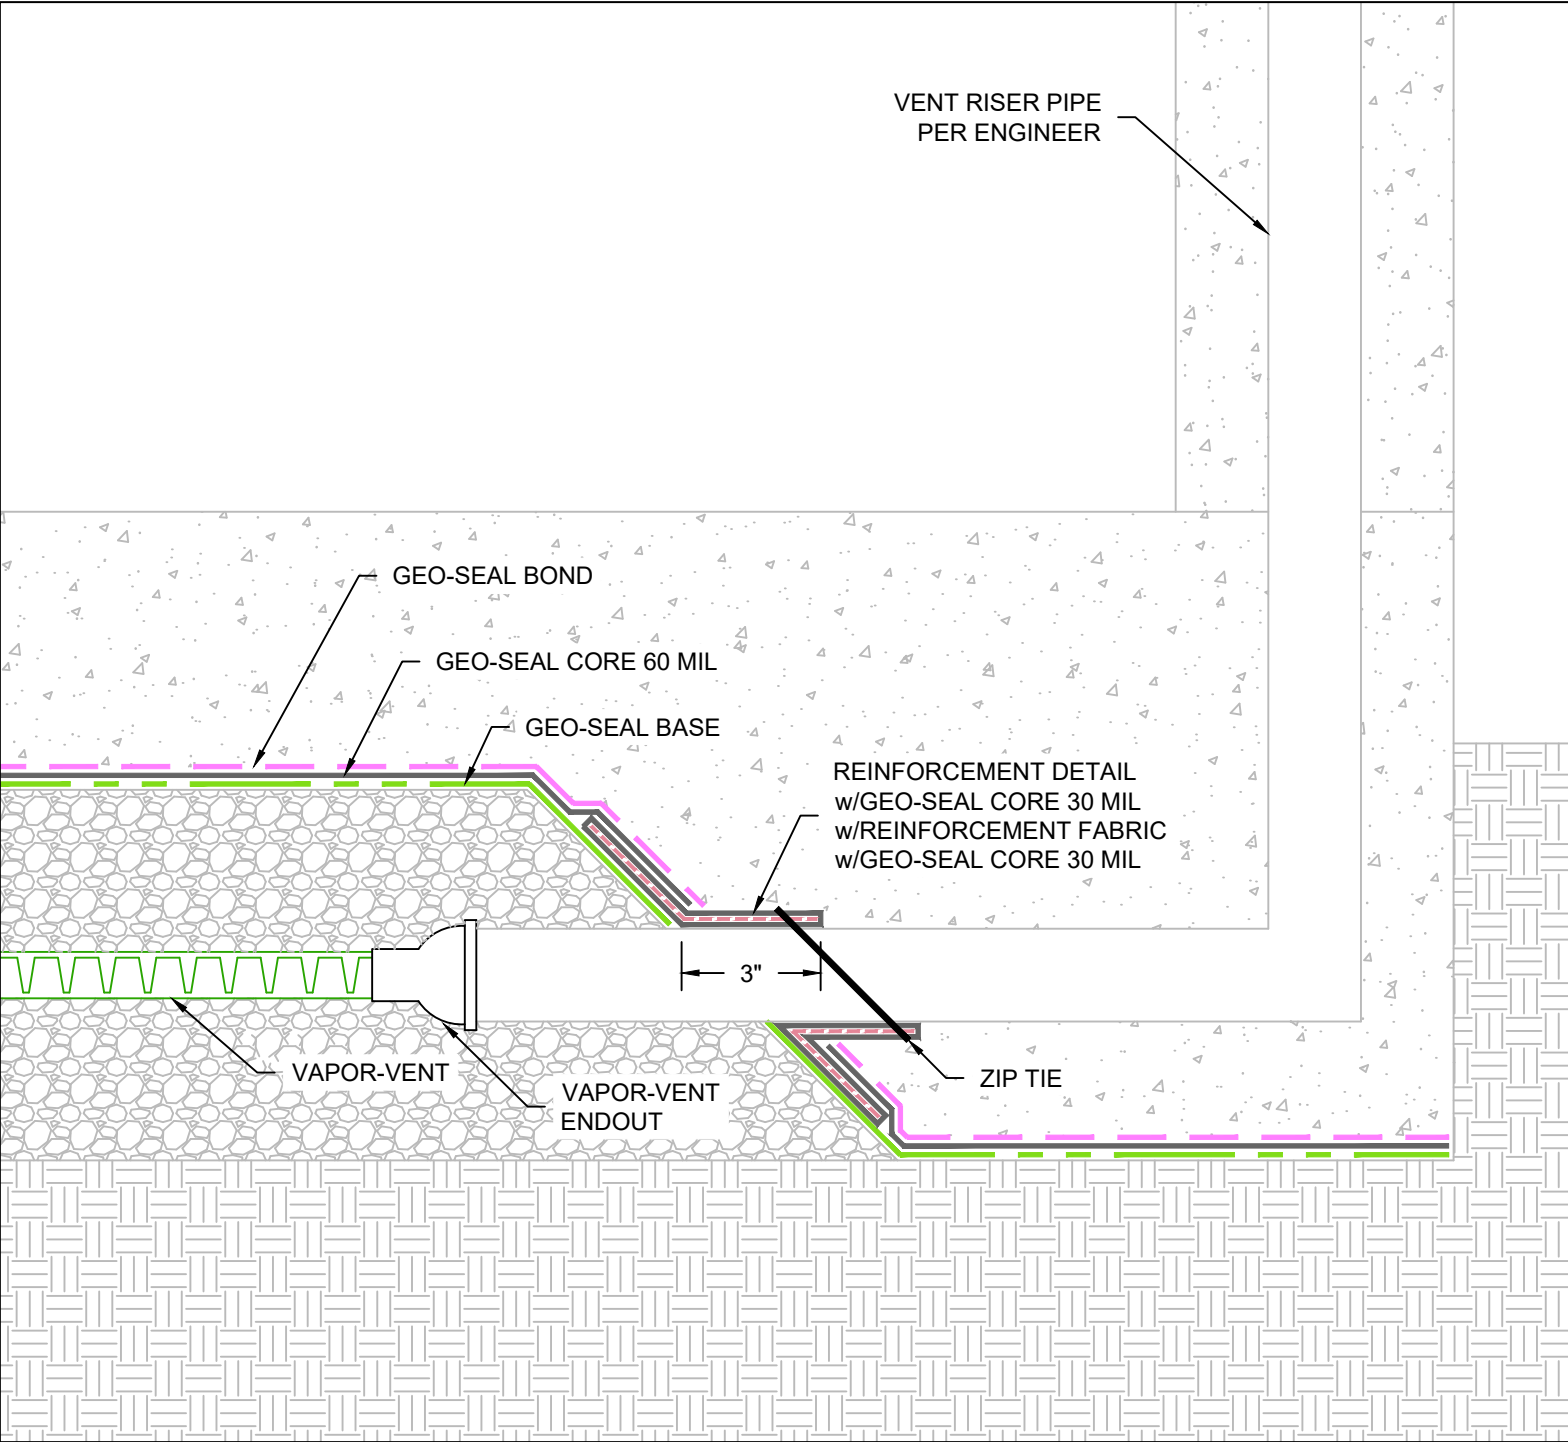 VENT RISER PIPE
PER ENGINEER
GEO-SEAL BOND
GEO-SEAL CORE 60 MIL
GEO-SEAL BASE
REINFORCEMENT DETAIL
w/GEO-SEAL CORE 30 MIL
w/REINFORCEMENT FABRIC
w/GEO-SEAL CORE 30 MIL
3"
VAPOR-VENT
VAPOR-VENT
ENDOUT
ZIP TIE